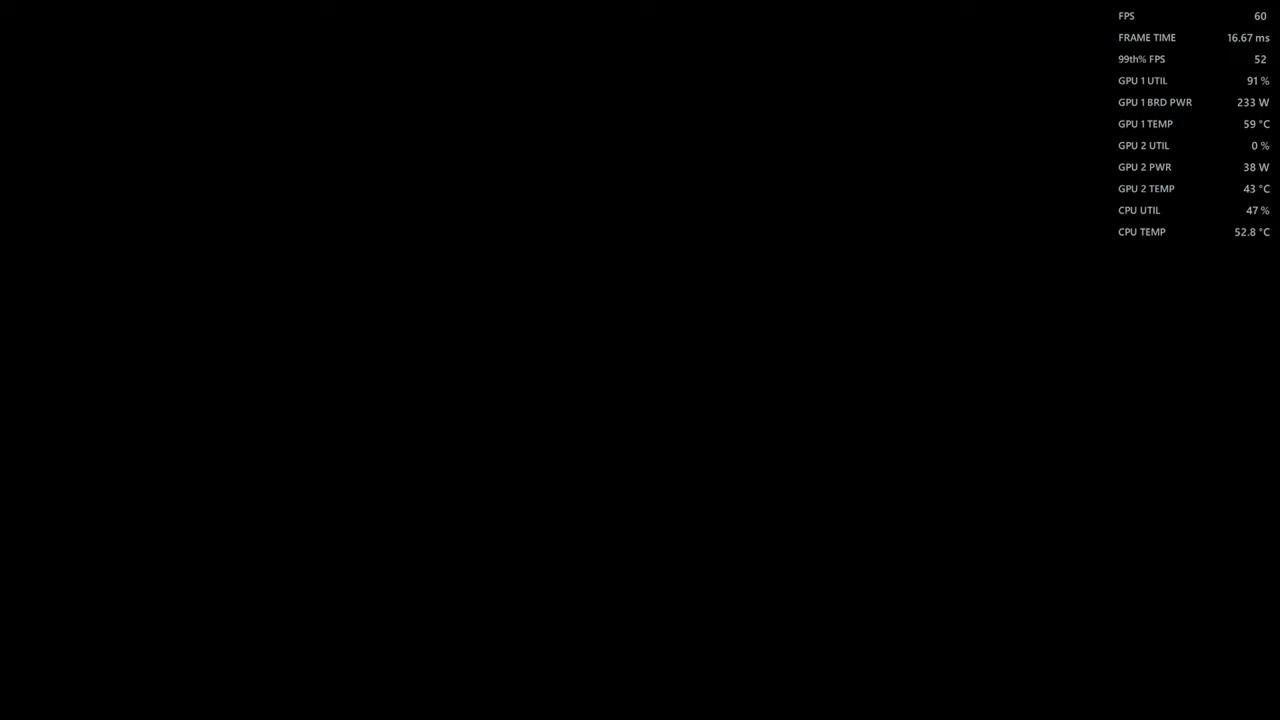 FPS 60
FRAME TIME 16.67 ms
99th% FPS 52
GPU 1 UTIL 91 %
GPU 1 BRD PWR 233 W
GPU 1 TEMP 59 °C
GPU 2 UTIL 0 %
GPU 2 PWR 38 W
GPU 2 TEMP 43 °C
CPU UTIL 47 %
CPU TEMP 52.8 °C